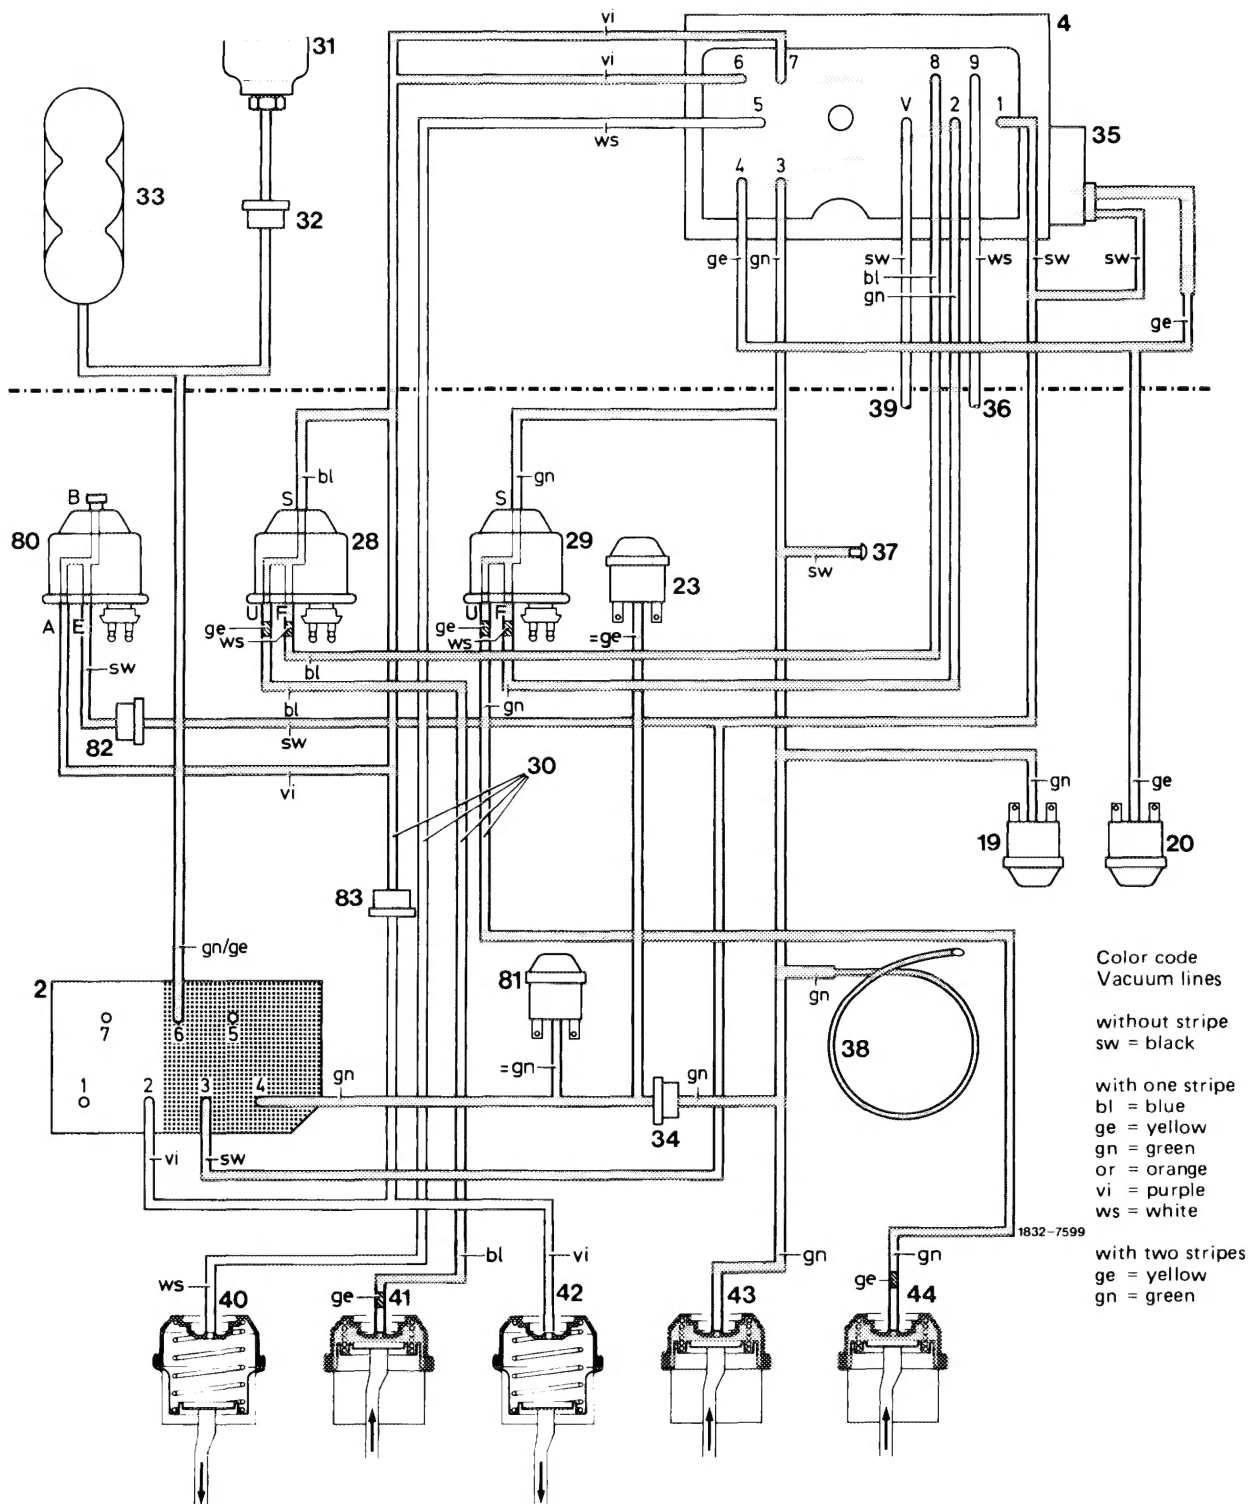 vi
4
31
vi
6
7
8
9
5
V
2
1
35
ws
33
32
4
3
ge
gn
sw
bl
gn
ws
sw
sw
ge
39
36
bl
gn
B
S
S
80
28
29
23
37
sw
A
E
U
F
U
F
ge
ws
ge
ws
=ge
sw
bl
bl
gn
gn
82
sw
vi
30
gn
ge
19
20
83
gn/ge
2
81
gn
38
7
6
5
=gn
1
2
3
4
gn
gn
34
vi
sw
Color code
Vacuum lines
without stripe
sw = black
with one stripe
bl = blue
ge = yellow
gn = green
or = orange
vi = purple
ws = white
1832-7599
with two stripes
ge = yellow
gn = green
ws
bl
vi
gn
gn
40
ge
41
42
43
ge
44